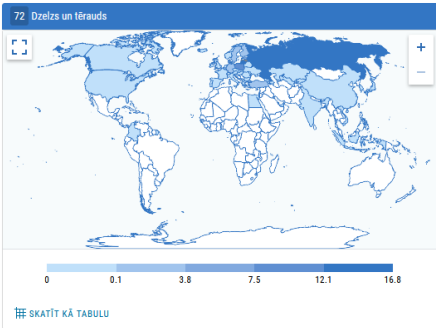 72 Dzelzs un tērauds
+
−
0 0.1 3.8 7.5 12.1 16.8
SKATĪT KĀ TABULU